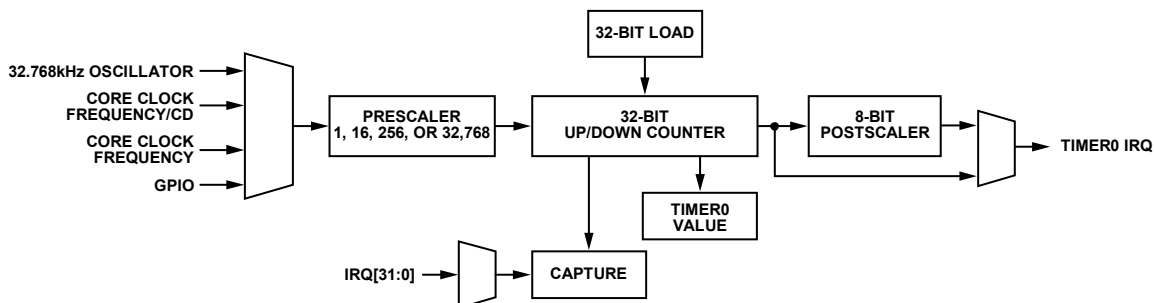 32-BIT LOAD
32.768kHz OSCILLATOR
CORE CLOCK
FREQUENCY/CD
CORE CLOCK
FREQUENCY
GPIO
PRESCALER
1, 16, 256, OR 32,768
32-BIT
UP/DOWN COUNTER
8-BIT
POSTSCALER
TIMER0 IRQ
TIMER0
VALUE
IRQ[31:0]
CAPTURE